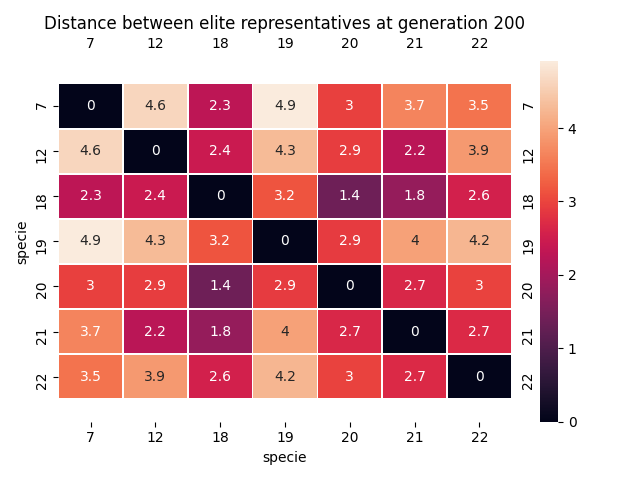 Distance between elite representatives at generation 200
7 12 18 19 20 21 22
7 0 4.6 2.3 4.9 3 3.7 3.5 7
12 4.6 0 2.4 4.3 2.9 2.2 3.9 12
18 2.3 2.4 0 3.2 1.4 1.8 2.6 18
19 4.9 4.3 3.2 0 2.9 4 4.2 19
20 3 2.9 1.4 2.9 0 2.7 3 20
21 3.7 2.2 1.8 4 2.7 0 2.7 21
22 3.5 3.9 2.6 4.2 3 2.7 0 22
7 12 18 19 20 21 22
specie
specie
4
3
2
1
0